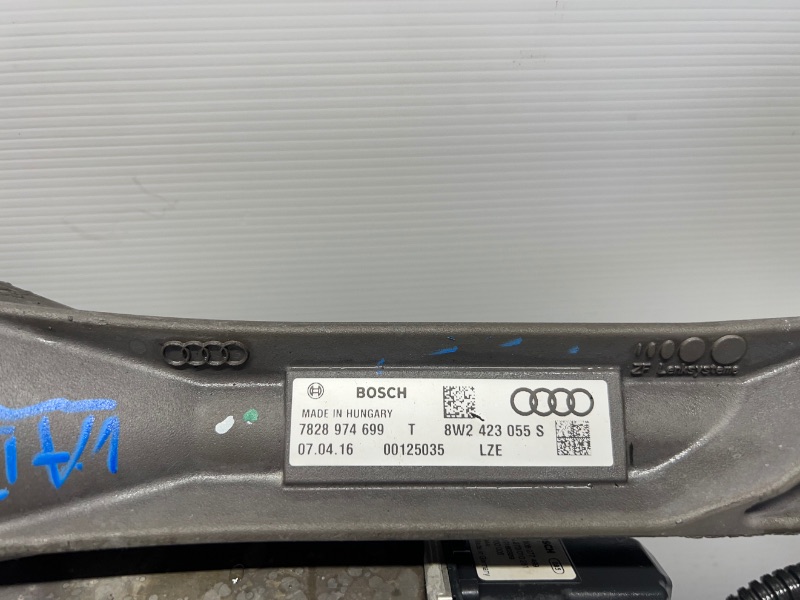 ZF Lenksysteme
BOSCH
MADE IN HUNGARY
7828 974 699 T 8W2 423 055 S
07.04.16 00125035 LZE